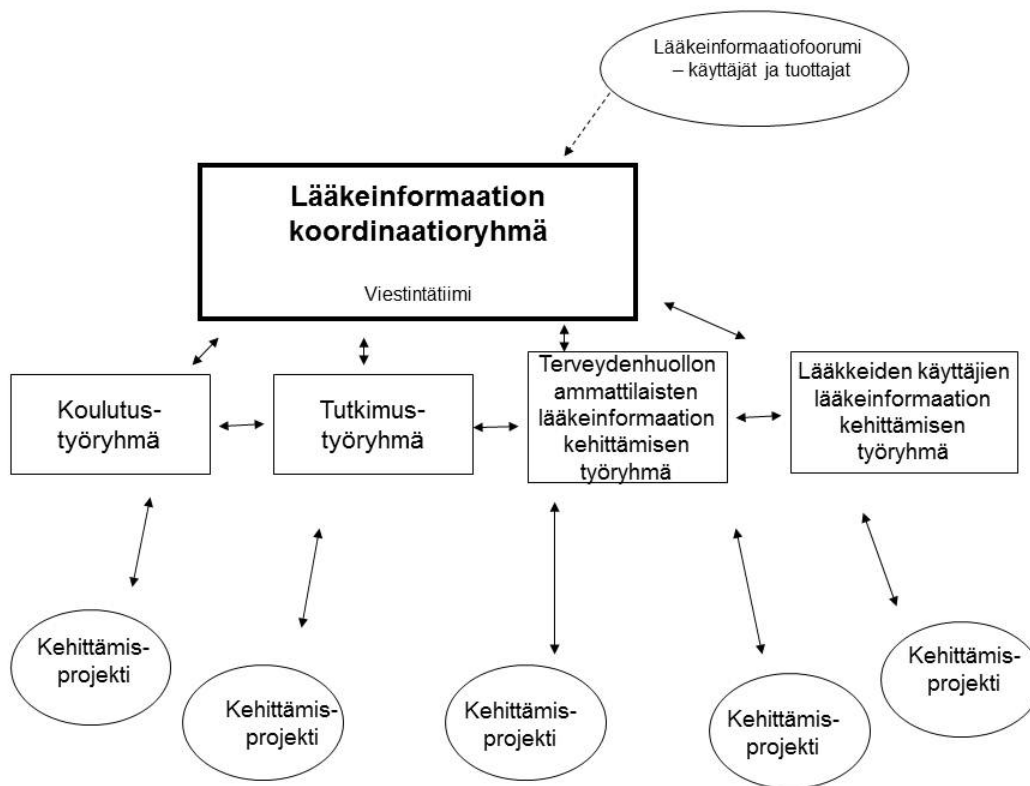 Lääkeinformaatiofoorumi
– käyttäjät ja tuottajat
Lääkeinformaation
koordinaatioryhmä
Viestintätiimi
Koulutus-
työryhmä
Tutkimus-
työryhmä
Terveydenhuollon
ammattilaisten
lääkeinformaation
kehittämisen
työryhmä
Lääkkeiden käyttäjien
lääkeinformaation
kehittämisen
työryhmä
Kehittämis-
projekti
Kehittämis-
projekti
Kehittämis-
projekti
Kehittämis-
projekti
Kehittämis-
projekti